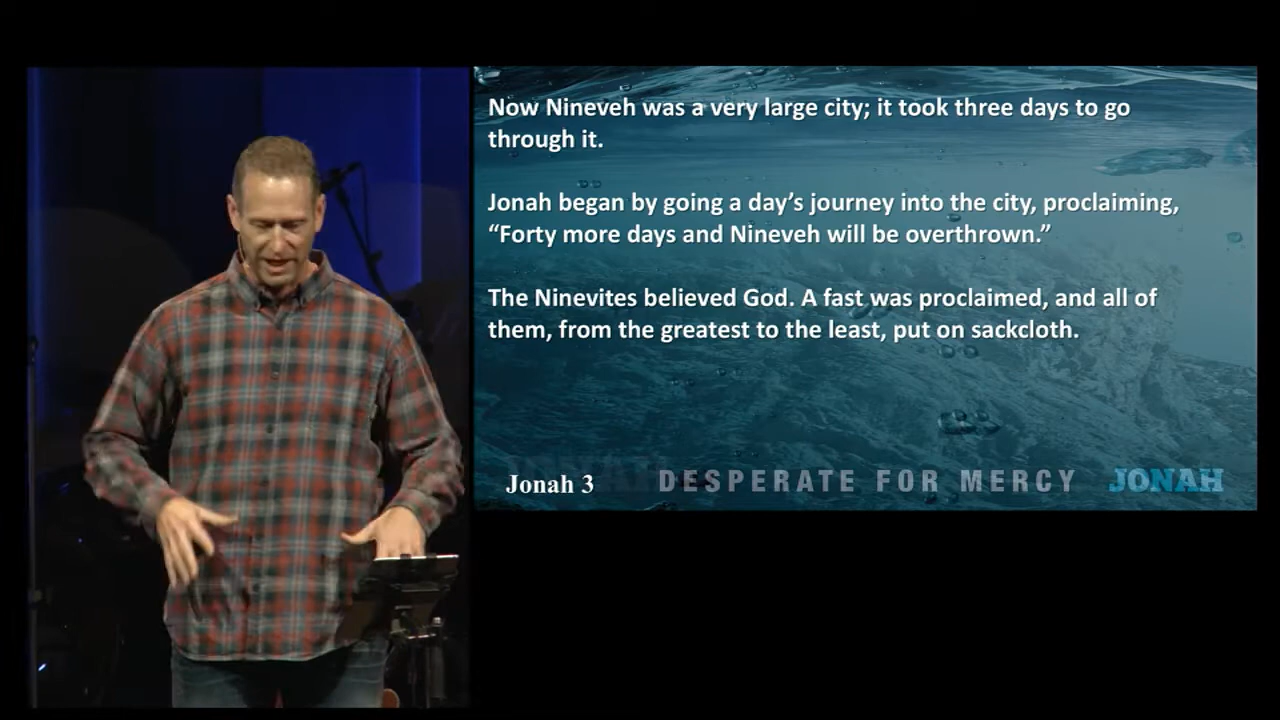 Now Nineveh was a very large city; it took three days to go
through it.
Jonah began by going a day’s journey into the city, proclaiming,
“Forty more days and Nineveh will be overthrown.”
The Ninevites believed God. A fast was proclaimed, and all of
them, from the greatest to the least, put on sackcloth.
Jonah 3 DESPERATE FOR MERCY JONAH